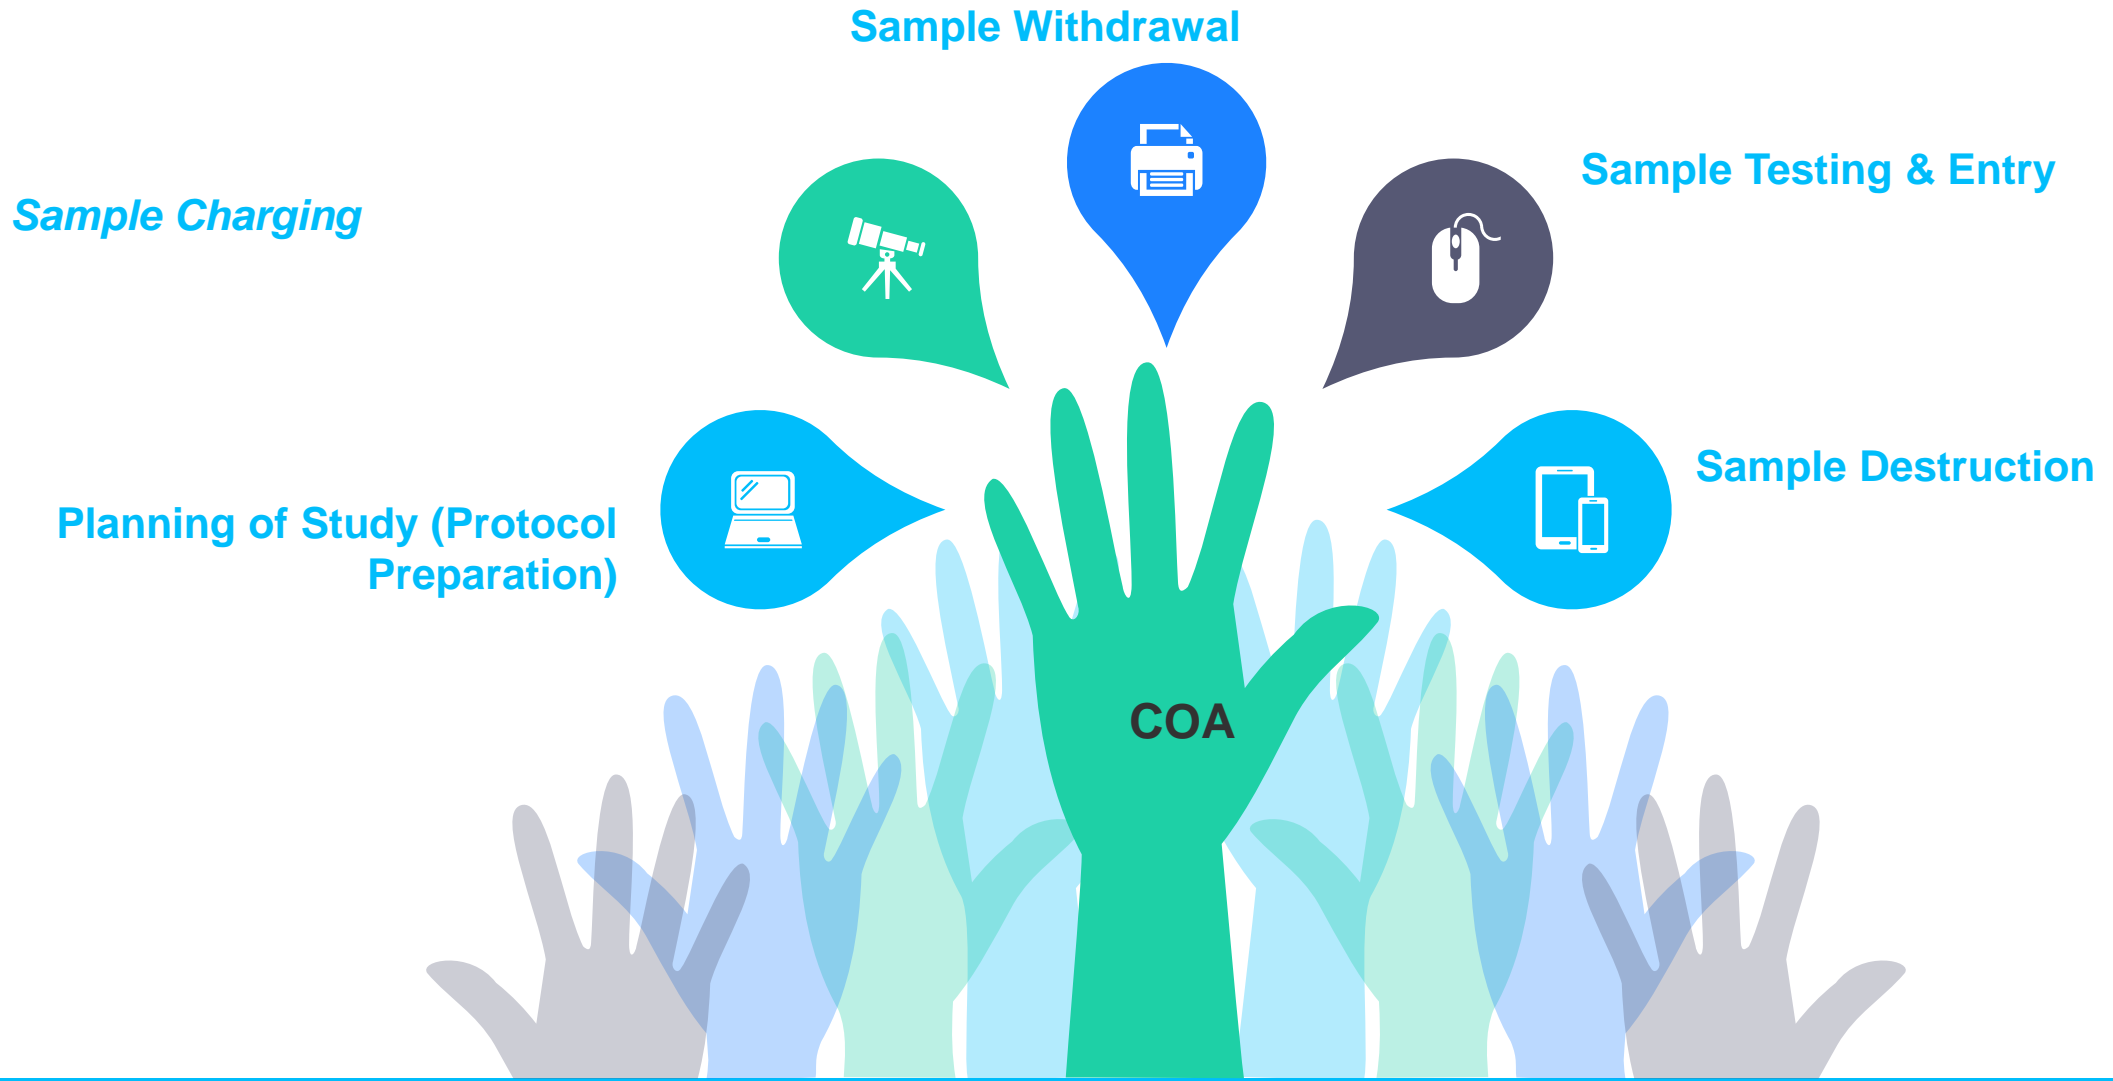 Sample Withdrawal
Sample Testing & Entry
Sample Charging
Sample Destruction
Planning of Study (Protocol
Preparation)
COA